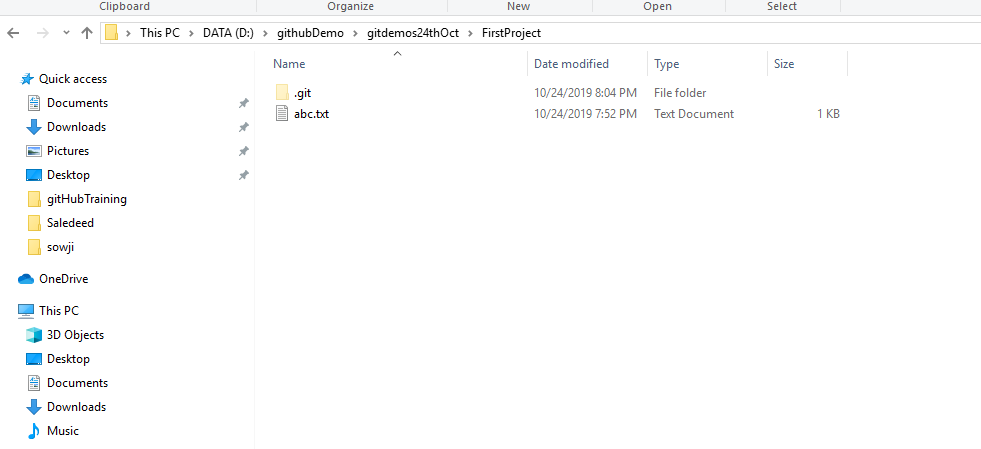 Clipboard Organize New Open Select
This PC DATA (D:) githubDemo gitdemos24thOct FirstProject
Name Date modified Type Size
.git 10/24/2019 8:04 PM File folder
abc.txt 10/24/2019 7:52 PM Text Document 1 KB
Quick access
Documents
Downloads
Pictures
Desktop
gitHubTraining
Saledeed
sowji
OneDrive
This PC
3D Objects
Desktop
Documents
Downloads
Music